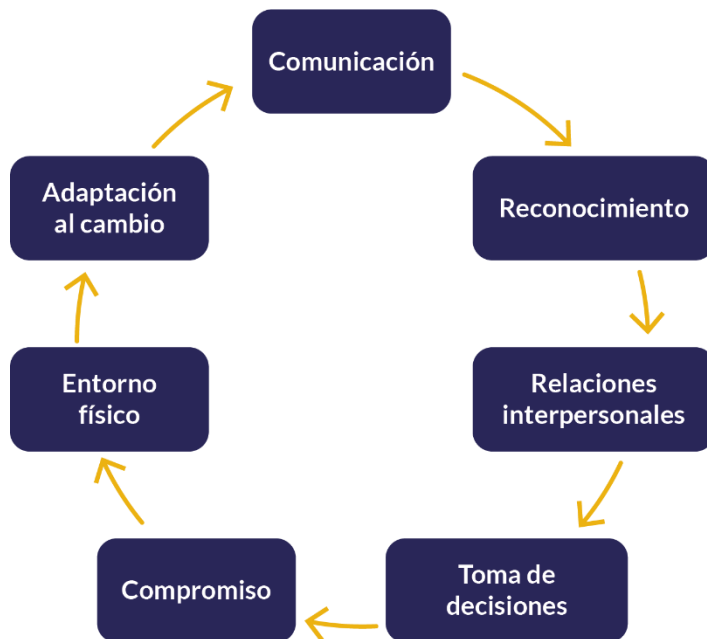 Comunicación
Reconocimiento
Relaciones
interpersonales
Toma de
decisiones
Compromiso
Entorno
físico
Adaptación
al cambio